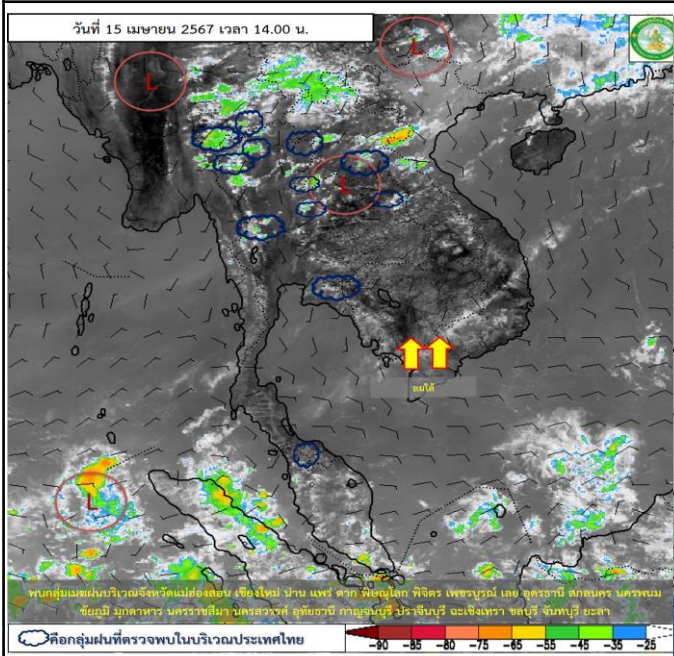 วันที่ 15 เมษายน 2567 เวลา 14.00 น.
L
L
L
ลมใต้
L
พบกลุ่มเมฆฝนบริเวณจังหวัดแม่ฮ่องสอน เชียงใหม่ น่าน แพร่ ตาก พิษณุโลก พิจิตร เพชรบูรณ์ เลย อุดรธานี สกลนคร นครพนม
ชัยภูมิ มุกดาหาร นครราชสีมา นครสวรรค์ อุทัยธานี กาญจนบุรี ปราจีนบุรี ฉะเชิงเทรา ชลบุรี จันทบุรี ยะลา
คือกลุ่มฝนที่ตรวจพบในบริเวณประเทศไทย
-90 -85 -80 -75 -65 -55 -45 -35 -25